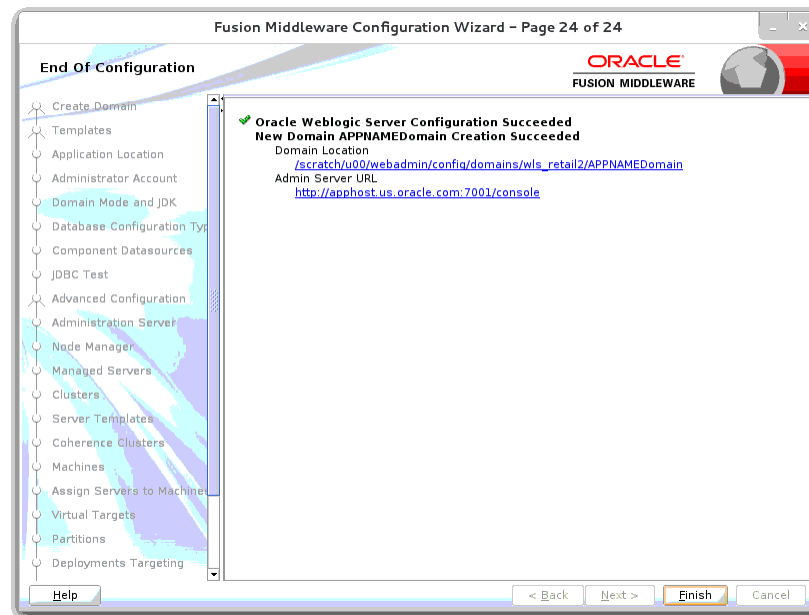 Fusion Middleware Configuration Wizard – Page 24 of 24
End Of Configuration
ORACLE
FUSION MIDDLEWARE
Create Domain
Templates
Application Location
Administrator Account
Domain Mode and JDK
Database Configuration Typ
Component Datasources
JDBC Test
Advanced Configuration
Administration Server
Node Manager
Managed Servers
Clusters
Server Templates
Coherence Clusters
Machines
Assign Servers to Machines
Virtual Targets
Partitions
Deployments Targeting
Oracle Weblogic Server Configuration Succeeded
New Domain APPNAMEDomain Creation Succeeded
Domain Location
/scratch/u00/webadmin/config/domains/wls_retail2/APPNAMEDomain
Admin Server URL
http://apphost.us.oracle.com:7001/console
Help
< Back
Next >
Finish
Cancel